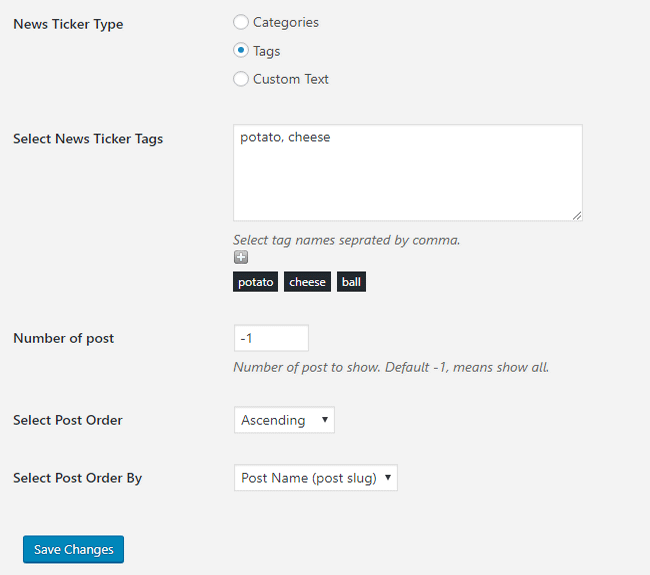 News Ticker Type
Categories
Tags
Custom Text
Select News Ticker Tags
potato, cheese
Select tag names seprated by comma.
potato cheese ball
Number of post
-1
Number of post to show. Default -1, means show all.
Select Post Order
Ascending
Select Post Order By
Post Name (post slug)
Save Changes